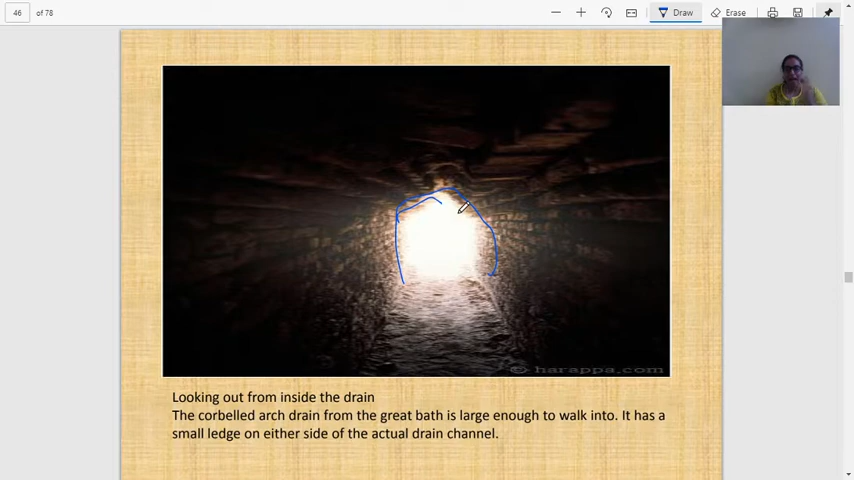 46 of 78
Draw
Erase
© harappa.com
Looking out from inside the drain
The corbelled arch drain from the great bath is large enough to walk into. It has a
small ledge on either side of the actual drain channel.